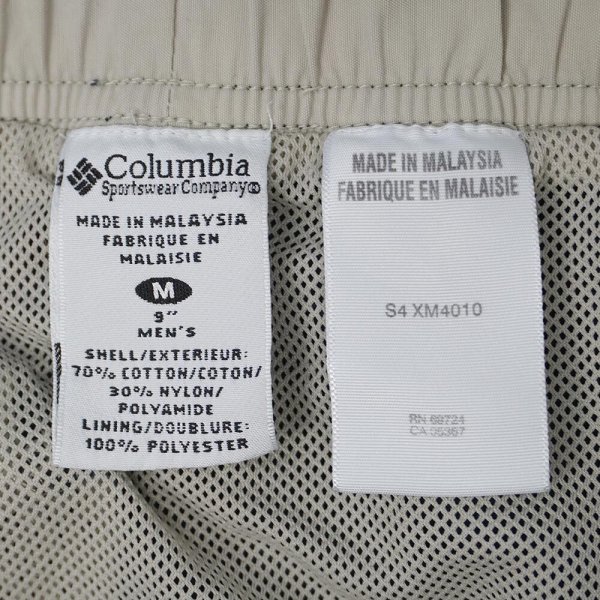 Columbia
Sportswear Company®
MADE IN MALAYSIA
FABRIQUE EN
MALAISIE
M
9"
MEN'S
SHELL/EXTERIEUR:
70% COTTON/COTON/
30% NYLON/
POLYAMIDE
LINING/DOUBLURE:
100% POLYESTER
MADE IN MALAYSIA
FABRIQUE EN MALAISIE
S4 XM4010
RN 69724
CA 05367